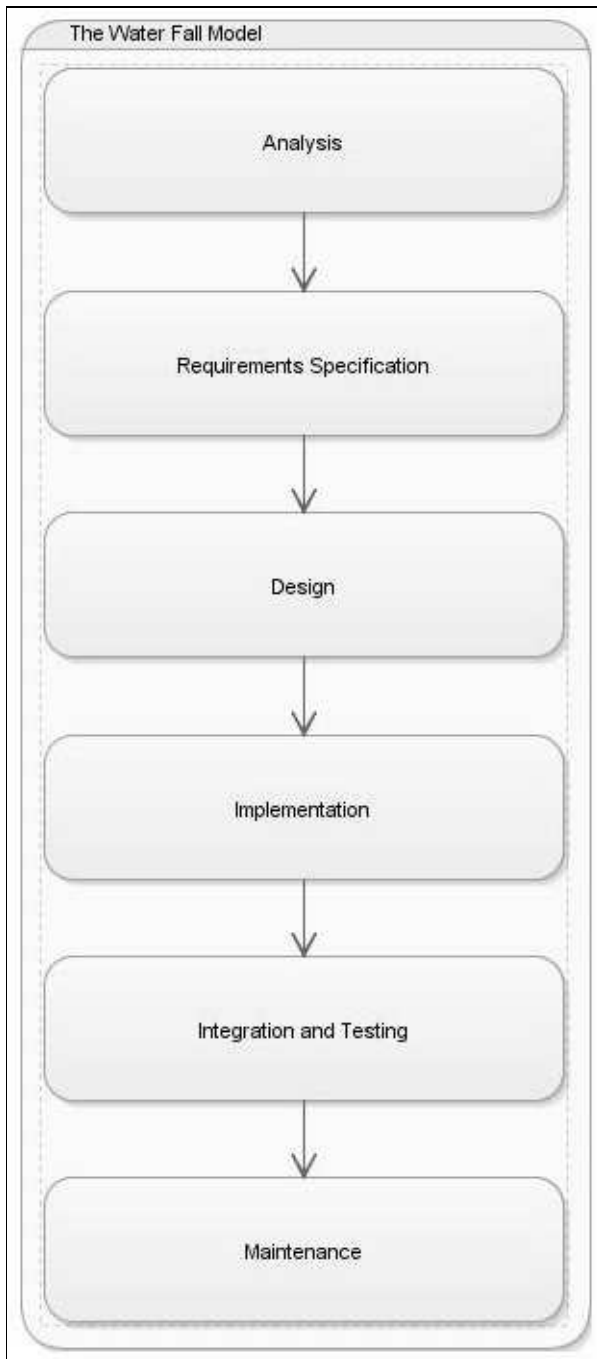 The Water Fall Model
Analysis
Requirements Specification
Design
Implementation
Integration and Testing
Maintenance